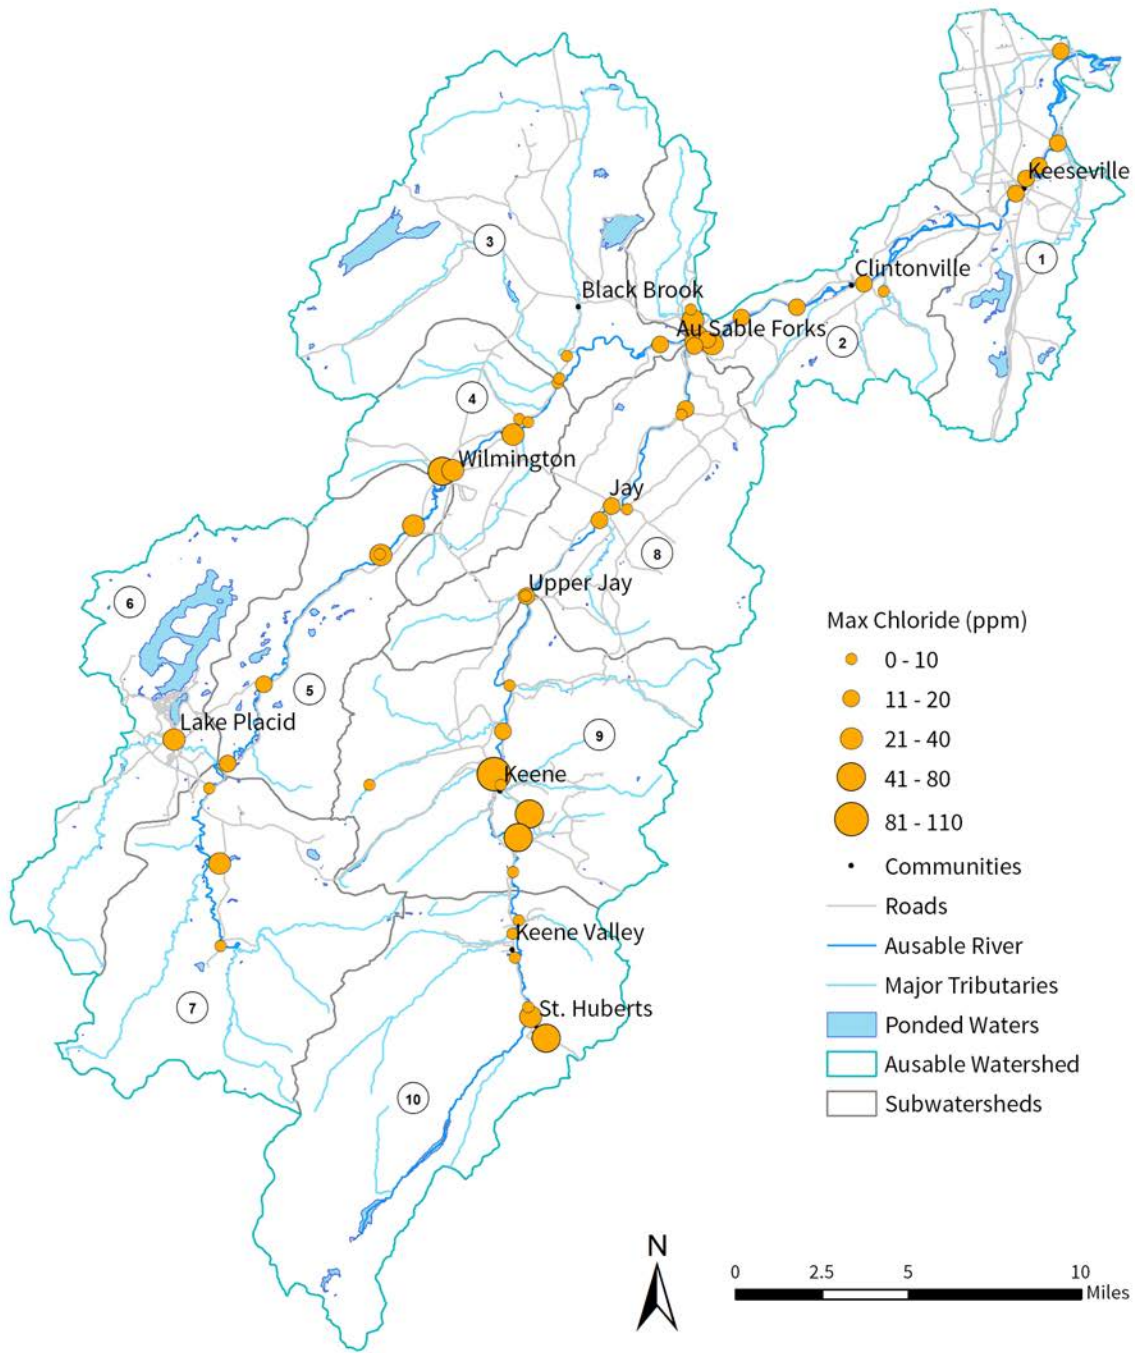 Keeseville
3
1
Clintonville
Black Brook
Au Sable Forks
2
4
Wilmington
Jay
8
Upper Jay
6
5
Lake Placid
9
Keene
Keene Valley
7
St. Huberts
10
Max Chloride (ppm)
0 - 10
11 - 20
21 - 40
41 - 80
81 - 110
Communities
Roads
Ausable River
Major Tributaries
Ponded Waters
Ausable Watershed
Subwatersheds
N
0 2.5 5 10
Miles